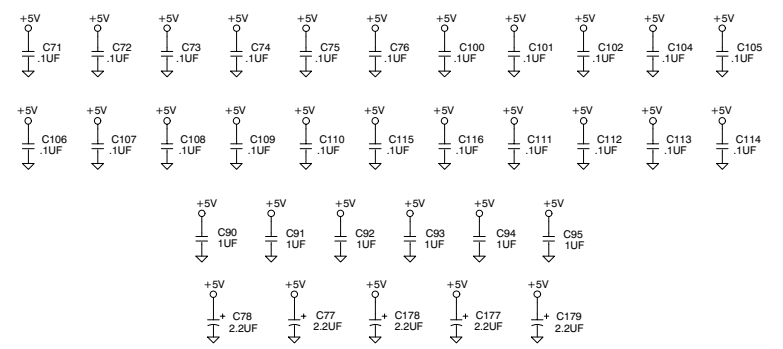 +5V +5V +5V +5V +5V +5V +5V +5V +5V +5V +5V
C71 C72 C73 C74 C75 C76 C100 C101 C102 C104 C105
.1UF .1UF .1UF .1UF .1UF .1UF .1UF .1UF .1UF .1UF .1UF
+5V +5V +5V +5V +5V +5V +5V +5V +5V +5V +5V
C106 C107 C108 C109 C110 C115 C116 C111 C112 C113 C114
.1UF .1UF .1UF .1UF .1UF .1UF .1UF .1UF .1UF .1UF .1UF
+5V +5V +5V +5V +5V +5V
C90 C91 C92 C93 C94 C95
1UF 1UF 1UF 1UF 1UF 1UF
+5V +5V +5V +5V +5V
+ C78 + C77 + C178 + C177 + C179
2.2UF 2.2UF 2.2UF 2.2UF 2.2UF